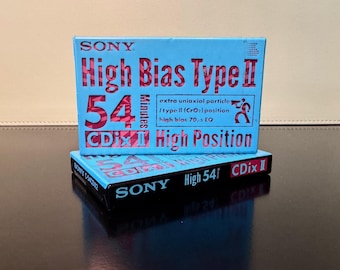 SONY
High Bias Type II
54 Minutes
extra uniaxial particle
(type II (CrO₂) position
high bias 70μs EQ
CDix II High Position
SONY High 54 CDix II